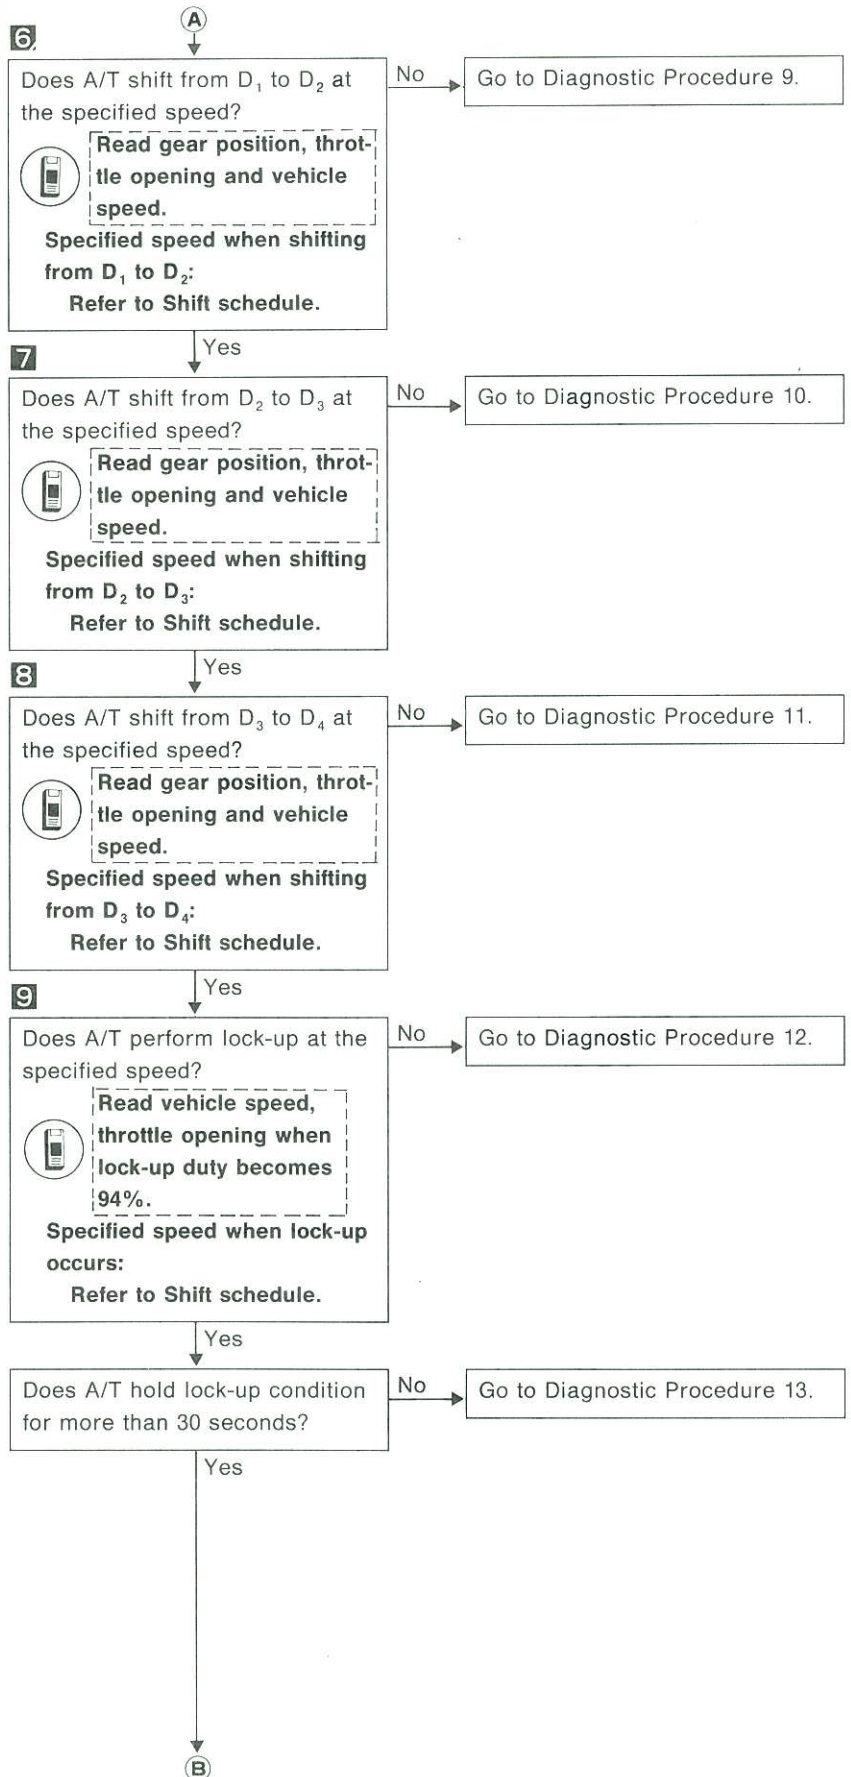 A
6
Does A/T shift from D₁ to D₂ at
the specified speed?
No
Go to Diagnostic Procedure 9.
Read gear position, throt-
tle opening and vehicle
speed.
Specified speed when shifting
from D₁ to D₂:
Refer to Shift schedule.
Yes
7
Does A/T shift from D₂ to D₃ at
the specified speed?
No
Go to Diagnostic Procedure 10.
Read gear position, throt-
tle opening and vehicle
speed.
Specified speed when shifting
from D₂ to D₃:
Refer to Shift schedule.
Yes
8
Does A/T shift from D₃ to D₄ at
the specified speed?
No
Go to Diagnostic Procedure 11.
Read gear position, throt-
tle opening and vehicle
speed.
Specified speed when shifting
from D₃ to D₄:
Refer to Shift schedule.
Yes
9
Does A/T perform lock-up at the
specified speed?
No
Go to Diagnostic Procedure 12.
Read vehicle speed,
throttle opening when
lock-up duty becomes
94%.
Specified speed when lock-up
occurs:
Refer to Shift schedule.
Yes
Does A/T hold lock-up condition
for more than 30 seconds?
No
Go to Diagnostic Procedure 13.
Yes
B